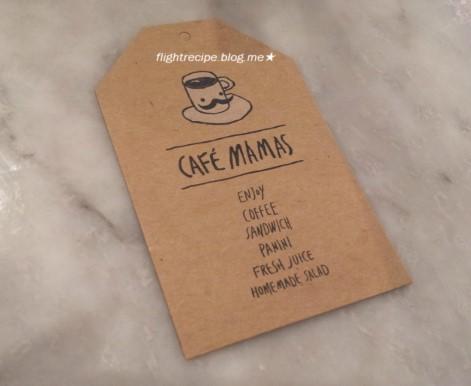 flightrecipe.blog.me★
CAFÉ MAMAS
ENJOY
COFFEE
SANDWICH
PANINI
FRESH JUICE
HOMEMADE SALAD